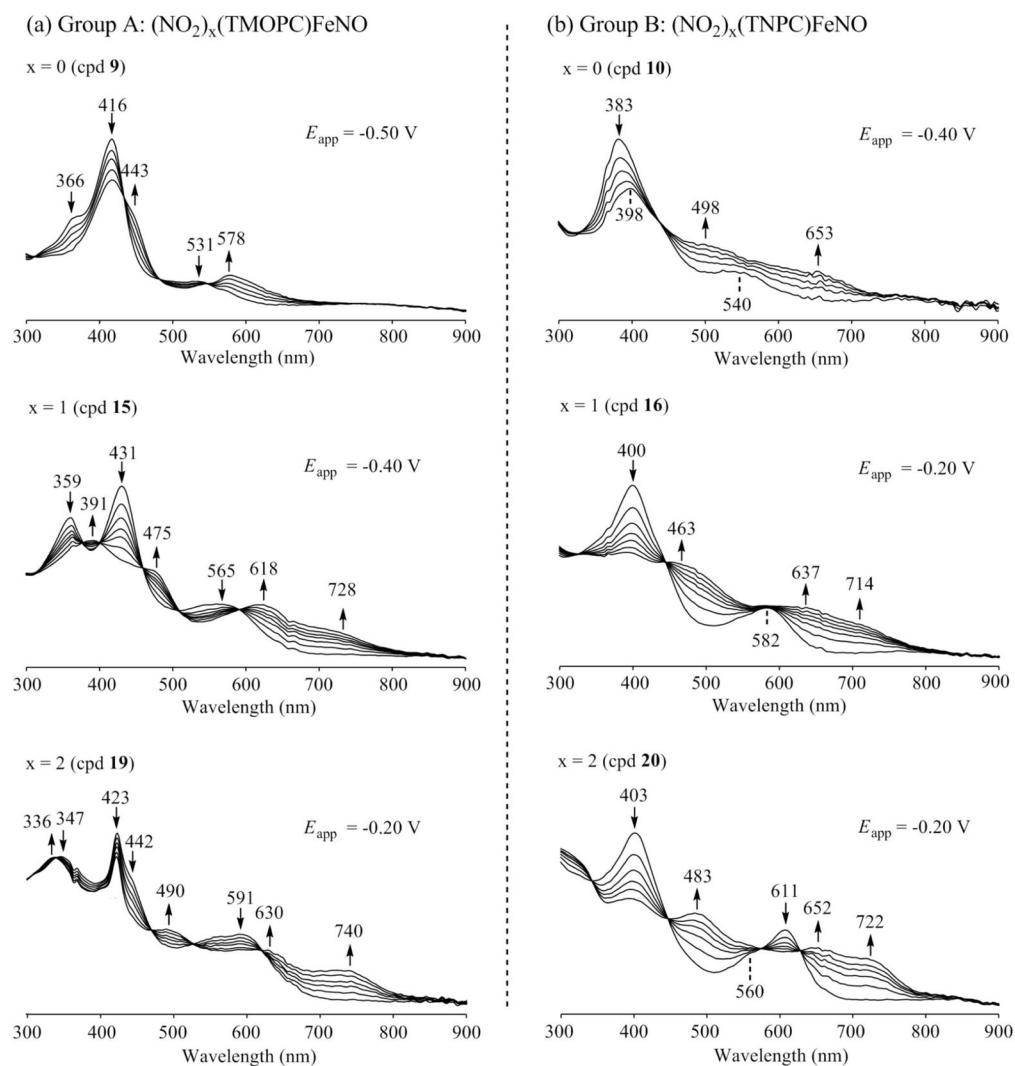 (a) Group A: (NO₂)ₓ(TMOPC)FeNO
x = 0 (cpd 9)
416
E_app = -0.50 V
366
443
531
578
300 400 500 600 700 800 900
Wavelength (nm)
x = 1 (cpd 15)
431
E_app = -0.40 V
359
391
475
565
618
728
300 400 500 600 700 800 900
Wavelength (nm)
x = 2 (cpd 19)
423
E_app = -0.20 V
336
347
442
490
591
630
740
300 400 500 600 700 800 900
Wavelength (nm)
(b) Group B: (NO₂)ₓ(TNPC)FeNO
x = 0 (cpd 10)
383
E_app = -0.40 V
398
498
653
540
300 400 500 600 700 800 900
Wavelength (nm)
x = 1 (cpd 16)
400
E_app = -0.20 V
463
637
714
582
300 400 500 600 700 800 900
Wavelength (nm)
x = 2 (cpd 20)
403
E_app = -0.20 V
483
611
652
722
560
300 400 500 600 700 800 900
Wavelength (nm)